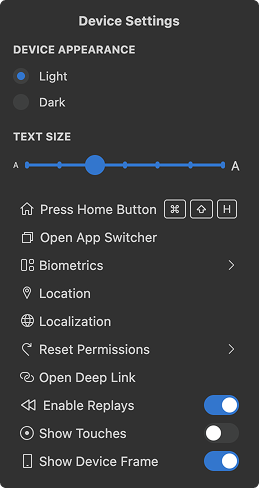 Device Settings
DEVICE APPEARANCE
Light
Dark
TEXT SIZE
A A
Press Home Button ⌘ ⇧ H
Open App Switcher
Biometrics
Location
Localization
Reset Permissions
Open Deep Link
Enable Replays
Show Touches
Show Device Frame